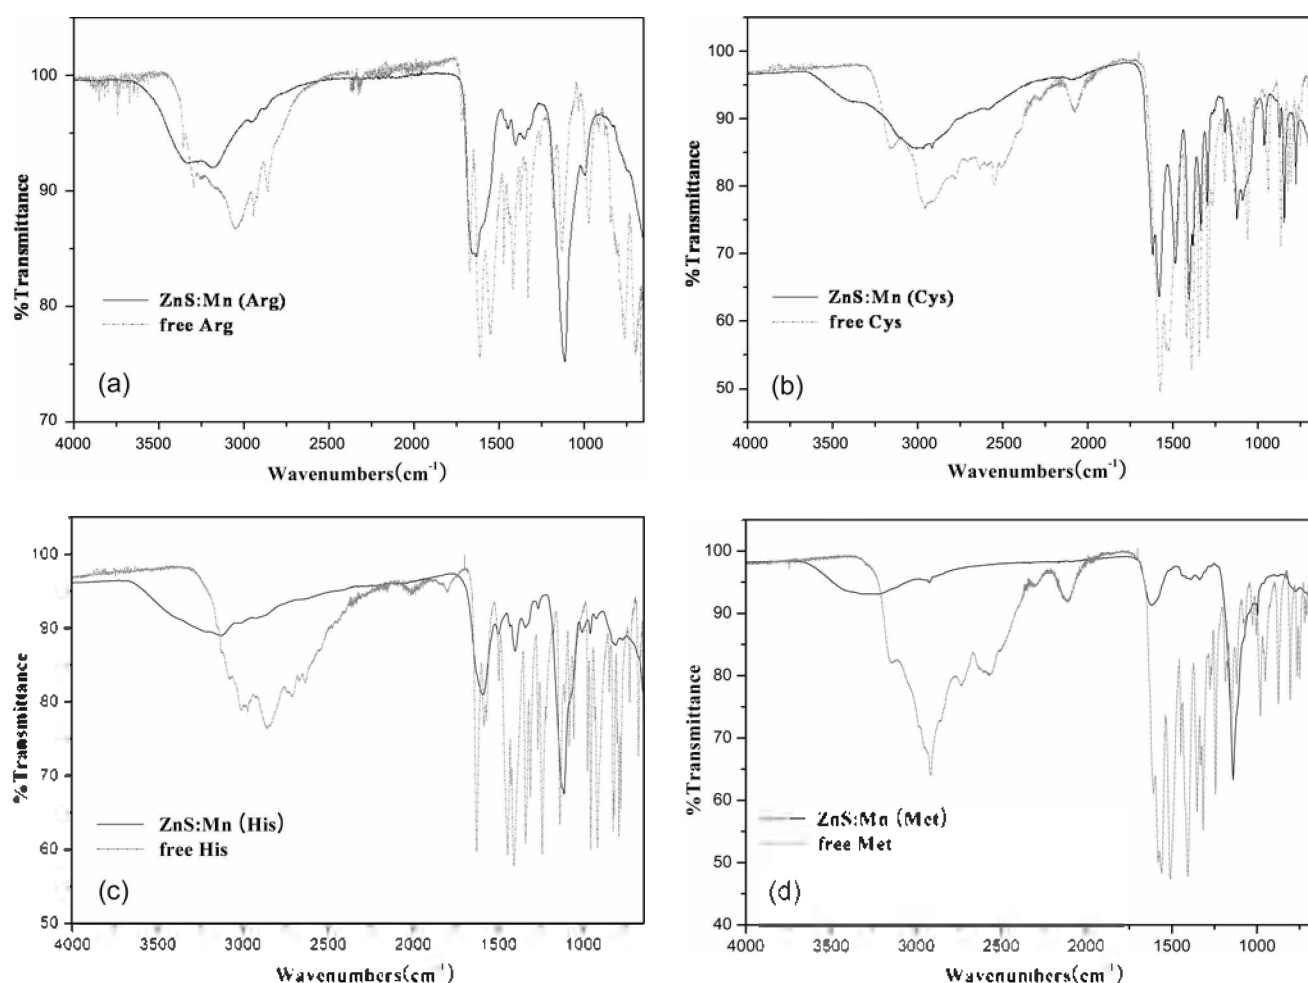 100
90
80
70
%Transmittance
ZnS:Mn (Arg)
free Arg
(a)
4000 3500 3000 2500 2000 1500 1000
Wavenumbers(cm-1)
100
90
80
70
60
50
%Transmittance
ZnS:Mn (Cys)
free Cys
(b)
4000 3500 3000 2500 2000 1500 1000
Wavenumbers(cm-1)
100
90
80
70
60
50
%Transmittance
ZnS:Mn (His)
free His
(c)
4000 3500 3000 2500 2000 1500 1000
Wavenumbers(cm-1)
100
90
80
70
60
50
40
%Transmittance
ZnS:Mn (Met)
free Met
(d)
4000 3500 3000 2500 2000 1500 1000
Wavenumbers(cm-1)